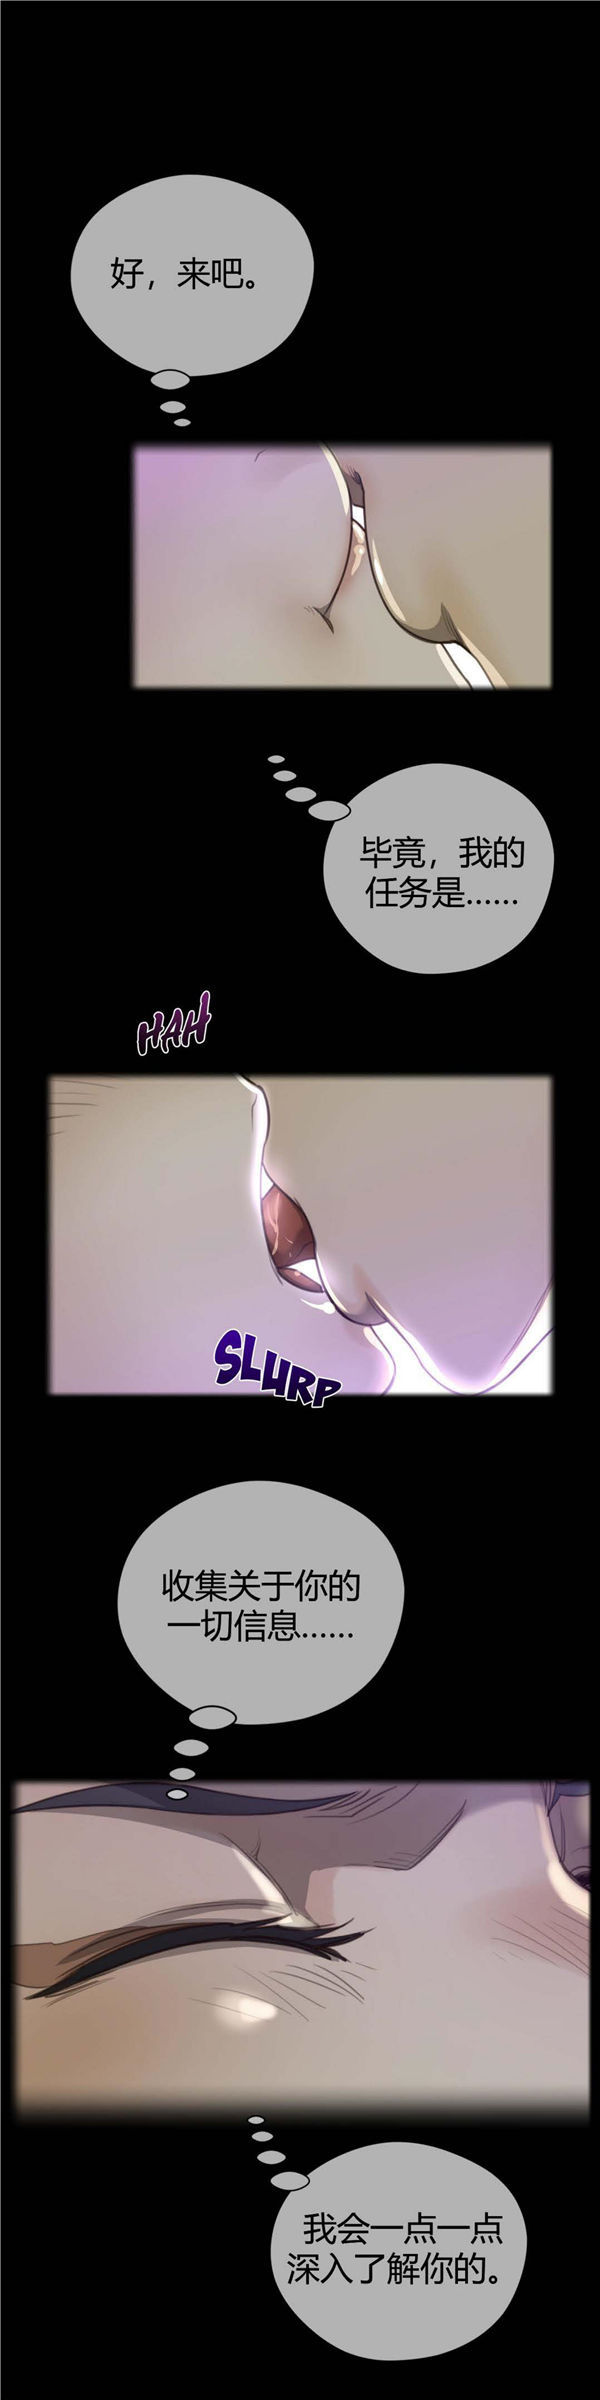 好，来吧。
毕竟，我的
任务是……
HAH
SLURP
收集关于你的
一切信息……
我会一点一点
深入了解你的。